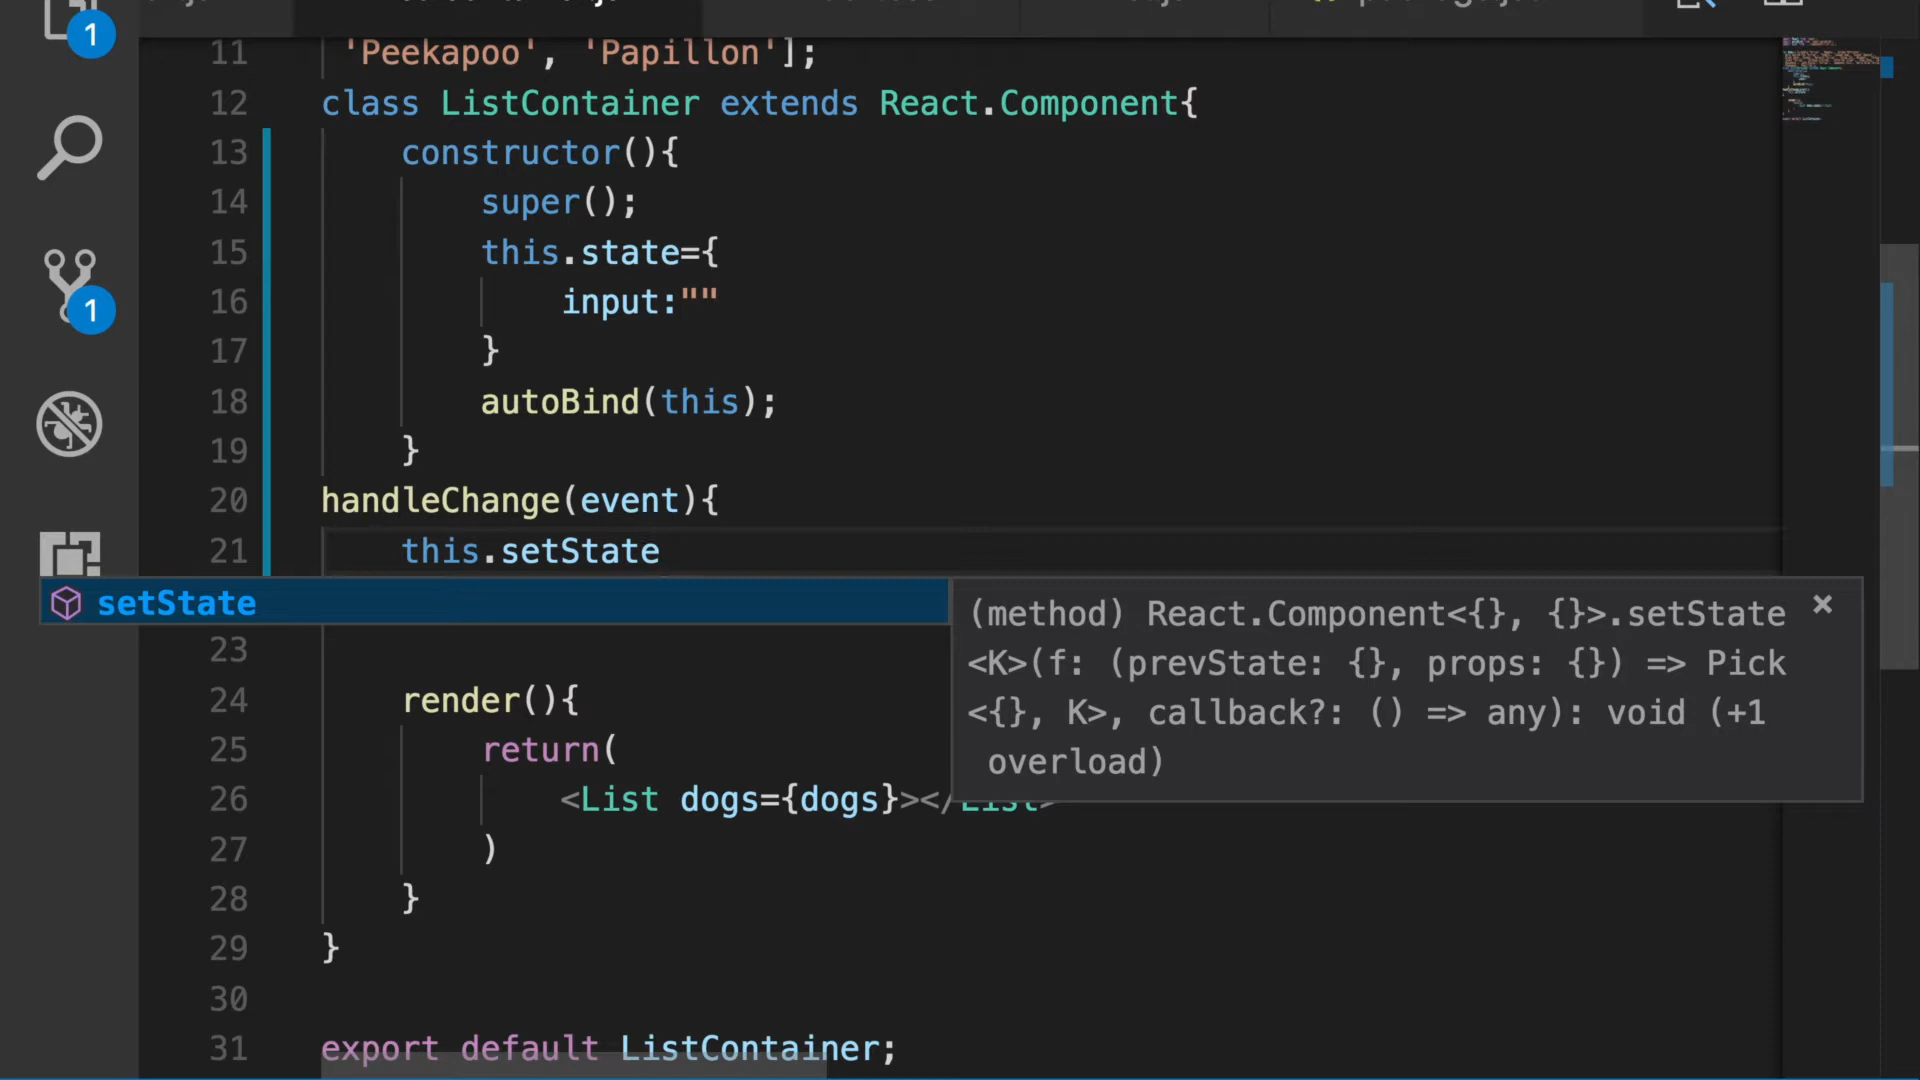 1
11 'Peekapoo', 'Papillon'];
12 class ListContainer extends React.Component{
13 constructor(){
14 super();
15 this.state={
16 input:""
1
17 }
18 autoBind(this);
19 }
20 handleChange(event){
21 this.setState
setState
(method) React.Component<{}, {}>.setState
<K>(f: (prevState: {}, props: {}) => Pick
<{}, K>, callback?: () => any): void (+1
overload)
23
24 render(){
25 return(
26 <List dogs={dogs}></List>
27 )
28 }
29 }
30
31 export default ListContainer;